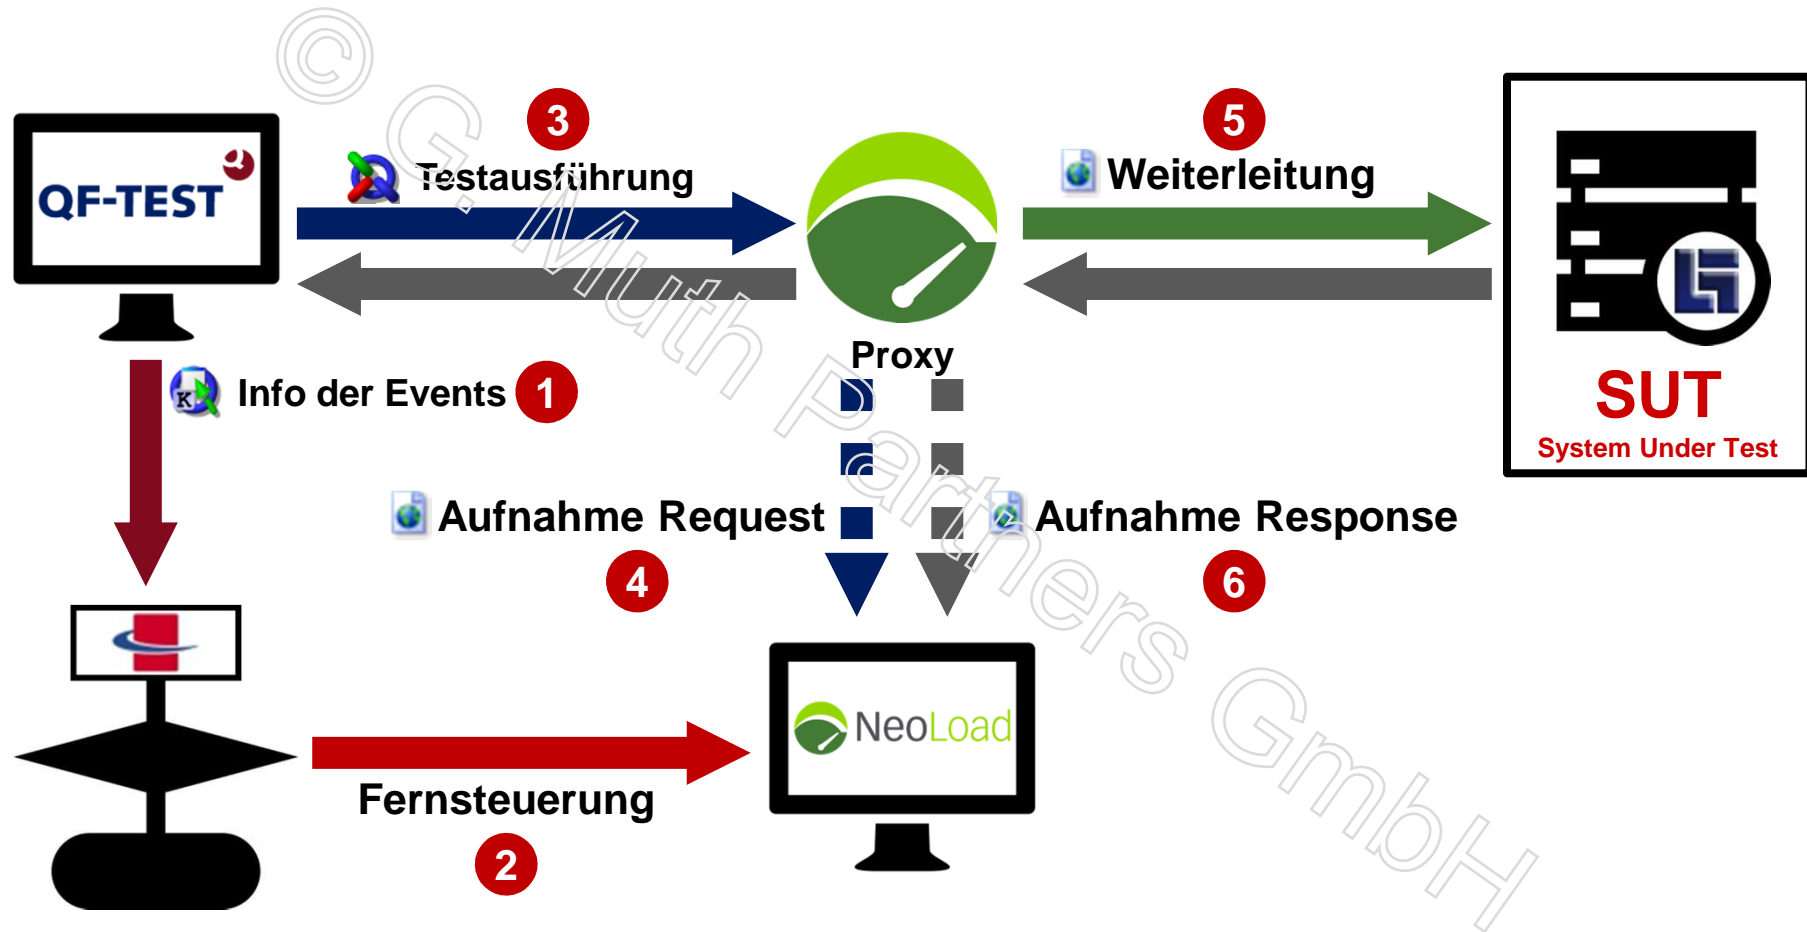 © G. Muth Partners GmbH
3
5
Testausführung
Weiterleitung
QF-TEST
Proxy
Info der Events
1
SUT
System Under Test
Aufnahme Request
Aufnahme Response
4
6
NeoLoad
Fernsteuerung
2